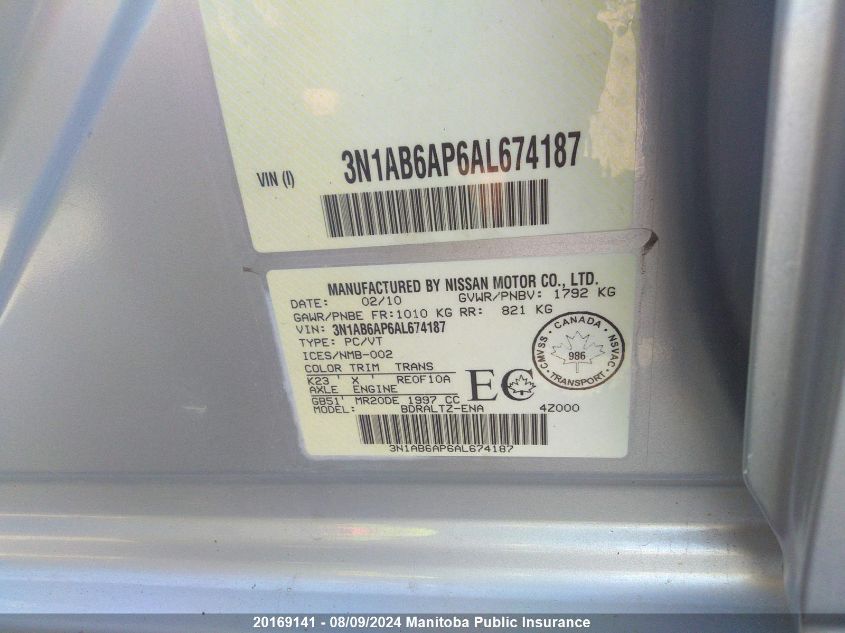 VIN (I) 3N1AB6AP6AL674187
MANUFACTURED BY NISSAN MOTOR CO., LTD.
DATE: 02/10 GVWR/PNBV: 1792 KG
GAWR/PNBE FR:1010 KG RR: 821 KG
VIN: 3N1AB6AP6AL674187
TYPE: PC/VT
ICES/NMB-002
COLOR TRIM TRANS
K23 ' X ' RE0F10A
AXLE ENGINE
GB51' MR20DE 1997 CC
MODEL: BDRALTZ-ENA 4Z000
EC
CANADA
CMVSS 986 NSVAC
TRANSPORT
3N1AB6AP6AL674187
20169141 - 08/09/2024 Manitoba Public Insurance